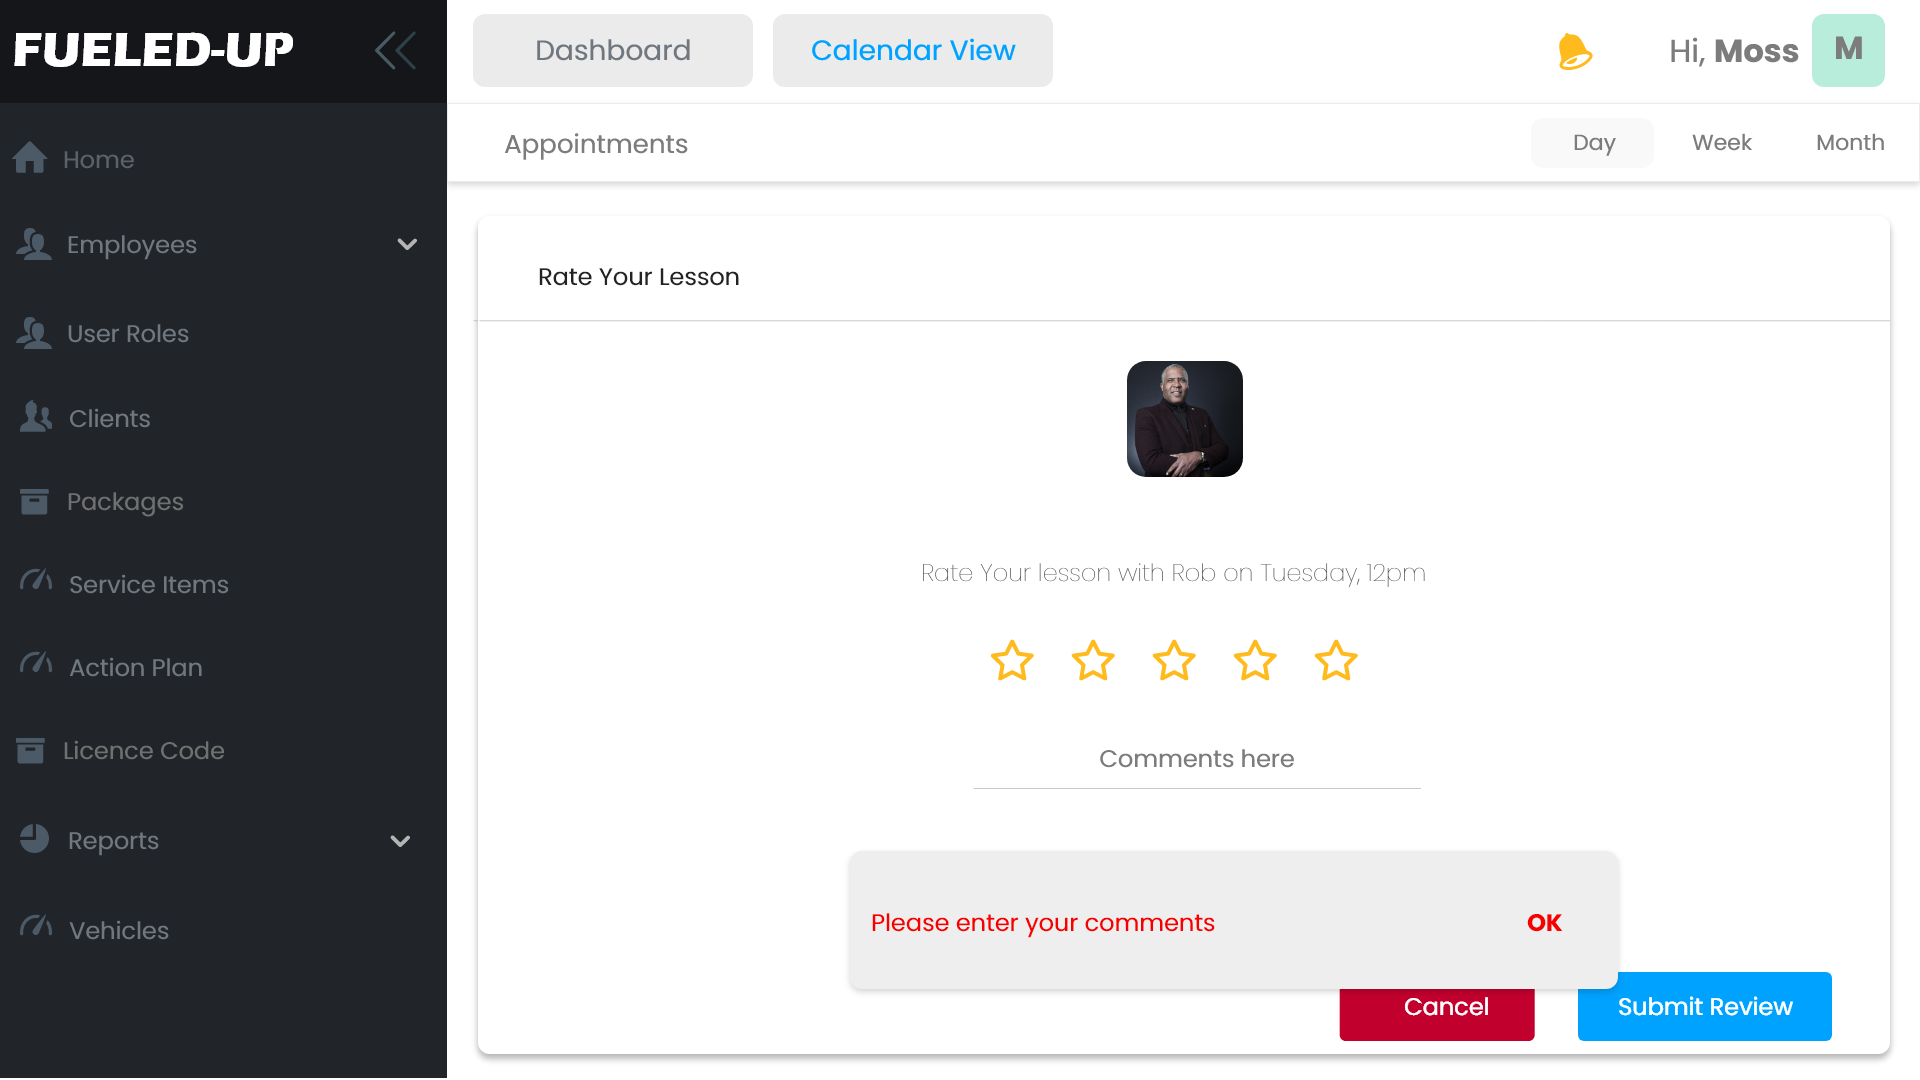 FUELED-UP
Dashboard
Calendar View
Hi, Moss
M
Appointments
Day
Week
Month
Home
Employees
User Roles
Clients
Packages
Service Items
Action Plan
Licence Code
Reports
Vehicles
Rate Your Lesson
Rate Your lesson with Rob on Tuesday, 12pm
Comments here
Please enter your comments
OK
Cancel
Submit Review